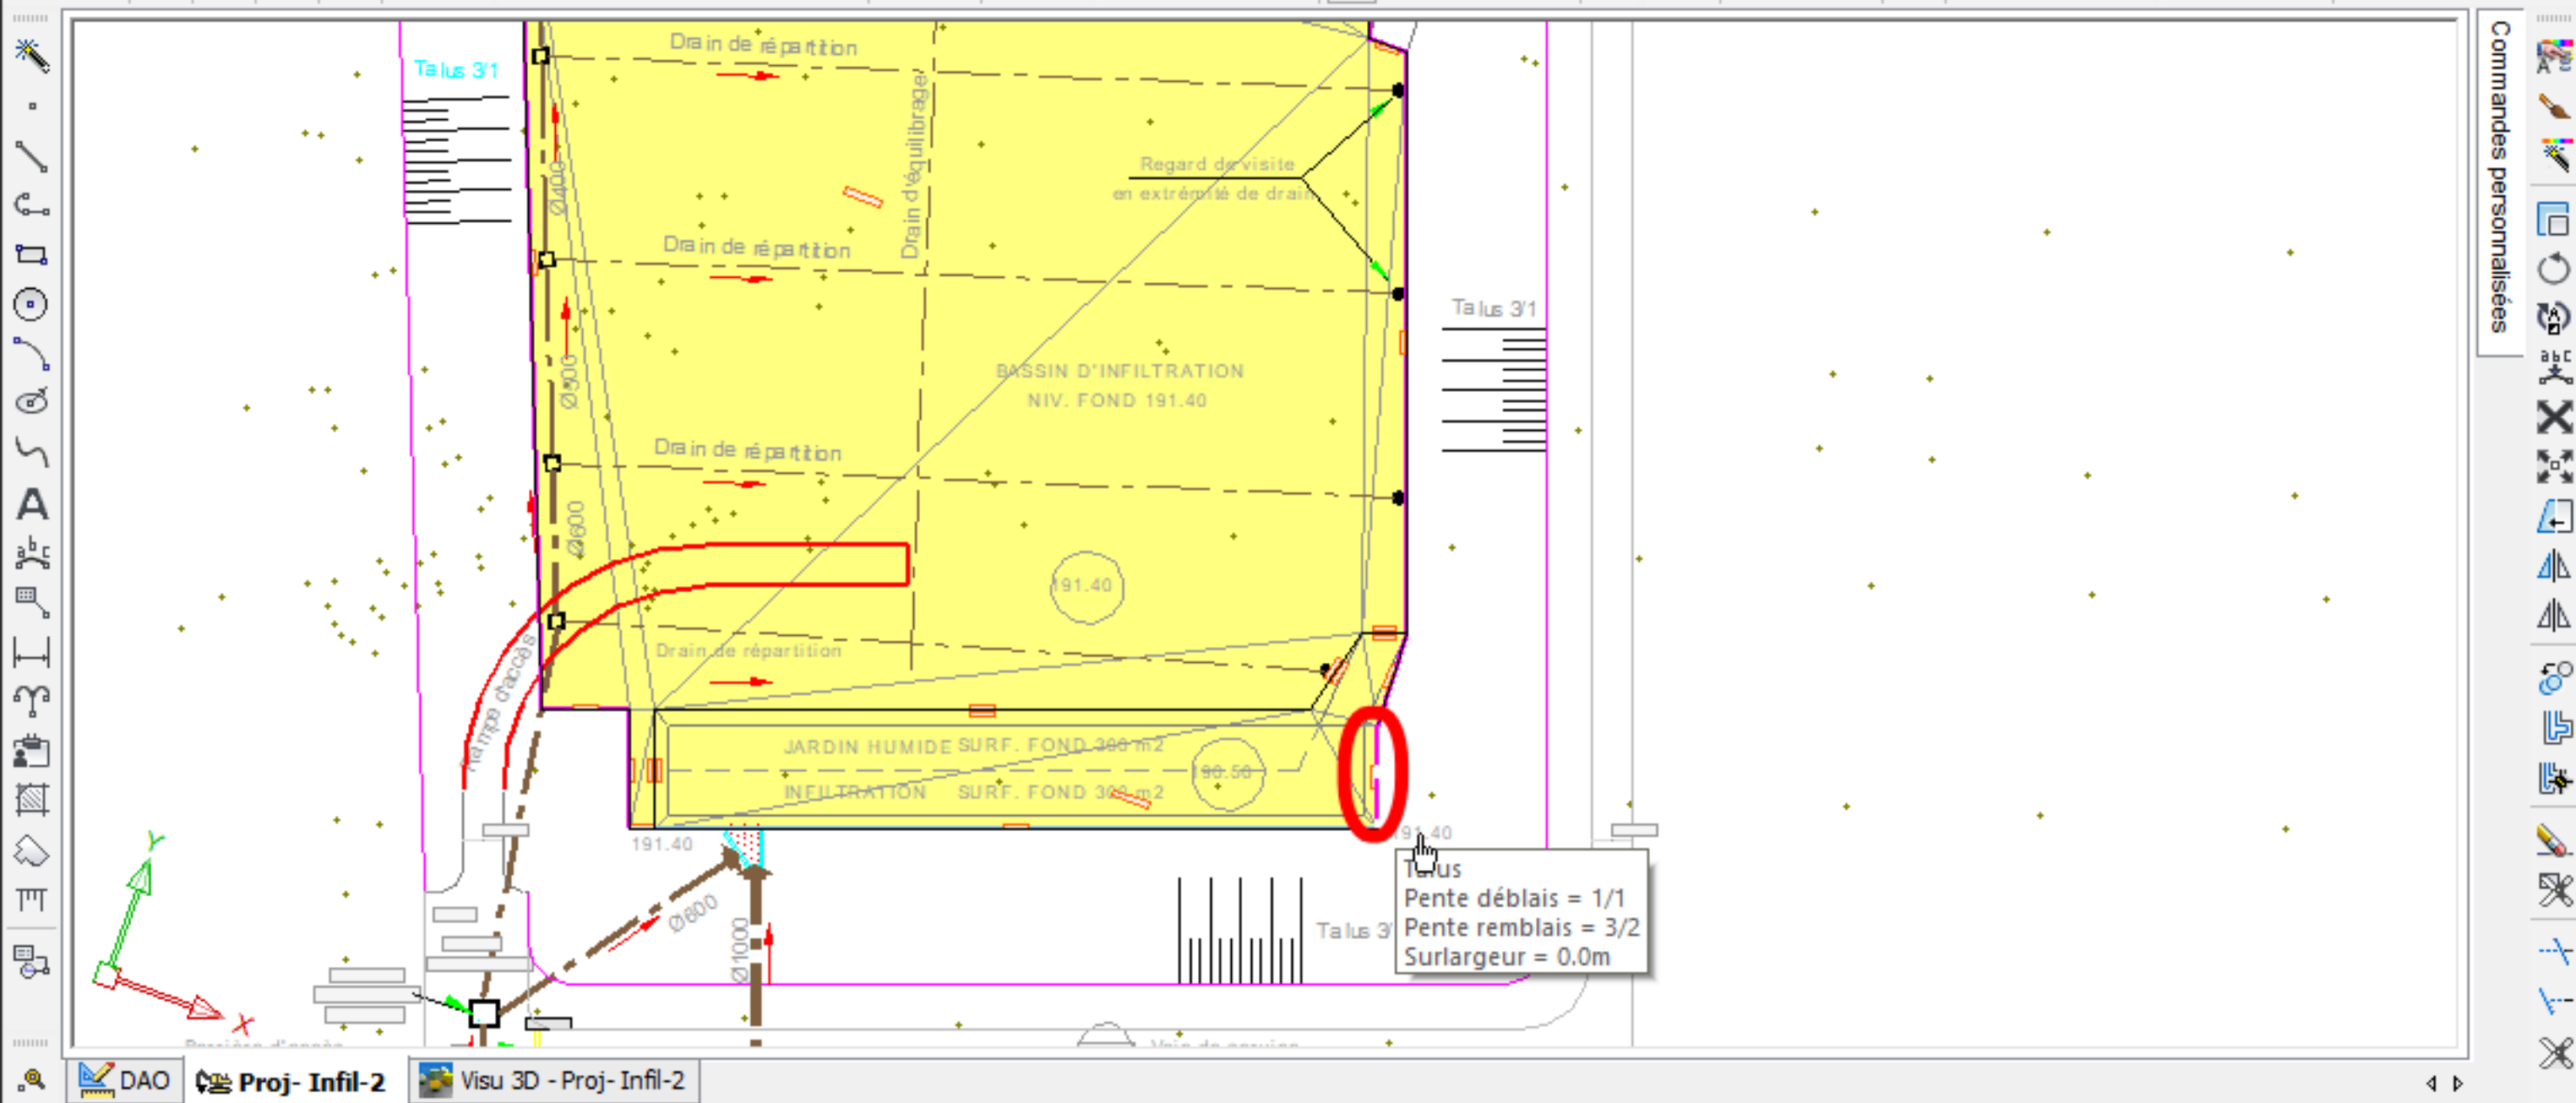 Drain de répartition
Talus 3/1
Drain d'équilibrage
Ø400
Regard de visite
en extrémité de drain
Drain de répartition
Talus 3/1
Ø500
BASSIN D'INFILTRATION
NIV. FOND 191.40
Drain de répartition
Ø600
191.40
Rampe d'accès
Drain de répartition
JARDIN HUMIDE SURF. FOND 300 m2
190.50
INFILTRATION SURF. FOND 300 m2
191.40
191.40
Ø800
Ø1000
Talus 3/
Talus
Pente déblais = 1/1
Pente remblais = 3/2
Surlargeur = 0.0m
Y
X
DAO
Proj- Infil-2
Visu 3D - Proj- Infil-2
Commandes personnalisées